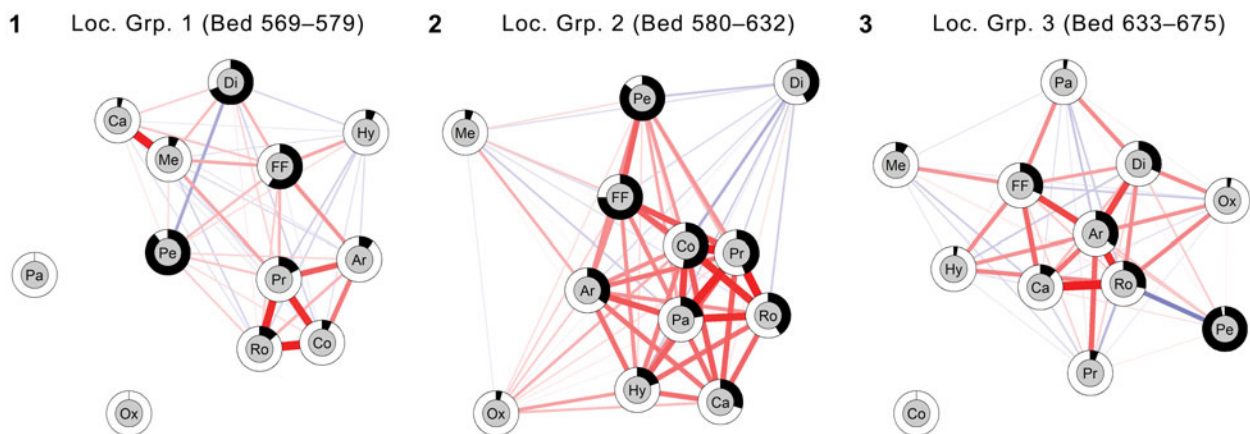 1 Loc. Grp. 1 (Bed 569–579)
Di
Ca
Hy
Me
FF
Pe
Ar
Pa
Pr
Ro
Co
Ox
2 Loc. Grp. 2 (Bed 580–632)
Di
Pe
Me
FF
Co
Pr
Ar
Pa
Ro
Hy
Ca
Ox
3 Loc. Grp. 3 (Bed 633–675)
Pa
Me
Di
FF
Ox
Ar
Hy
Ca
Ro
Pe
Pr
Co